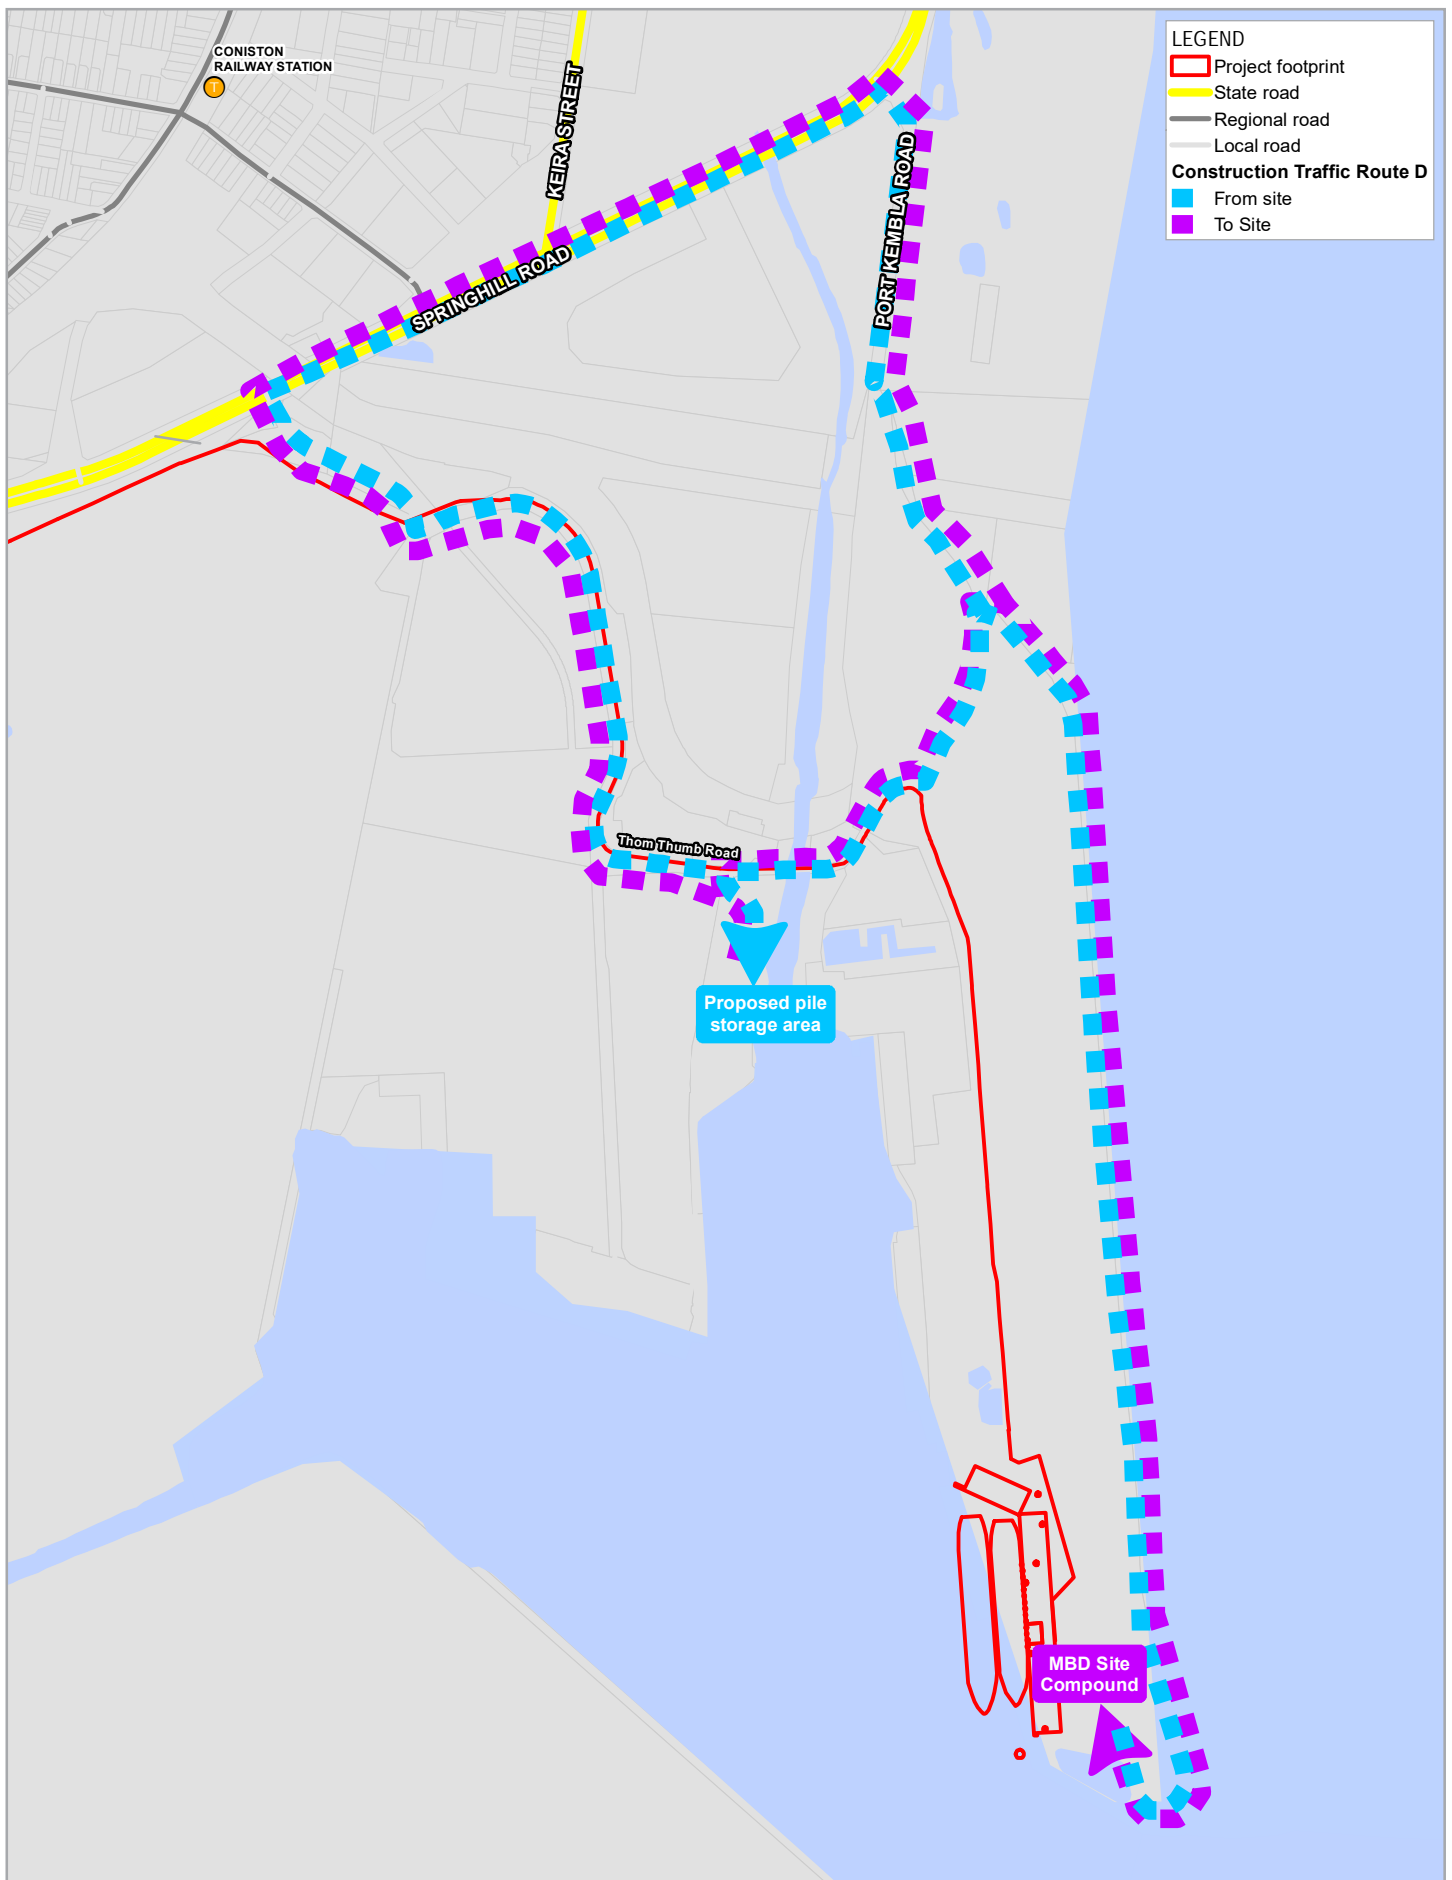 CONISTON
RAILWAY STATION
T
KEIRA STREET
SPRINGHILL ROAD
PORT KEMBLA ROAD
LEGEND
Project footprint
State road
Regional road
Local road
Construction Traffic Route D
From site
To Site
Thom Thumb Road
Proposed pile
storage area
MBD Site
Compound